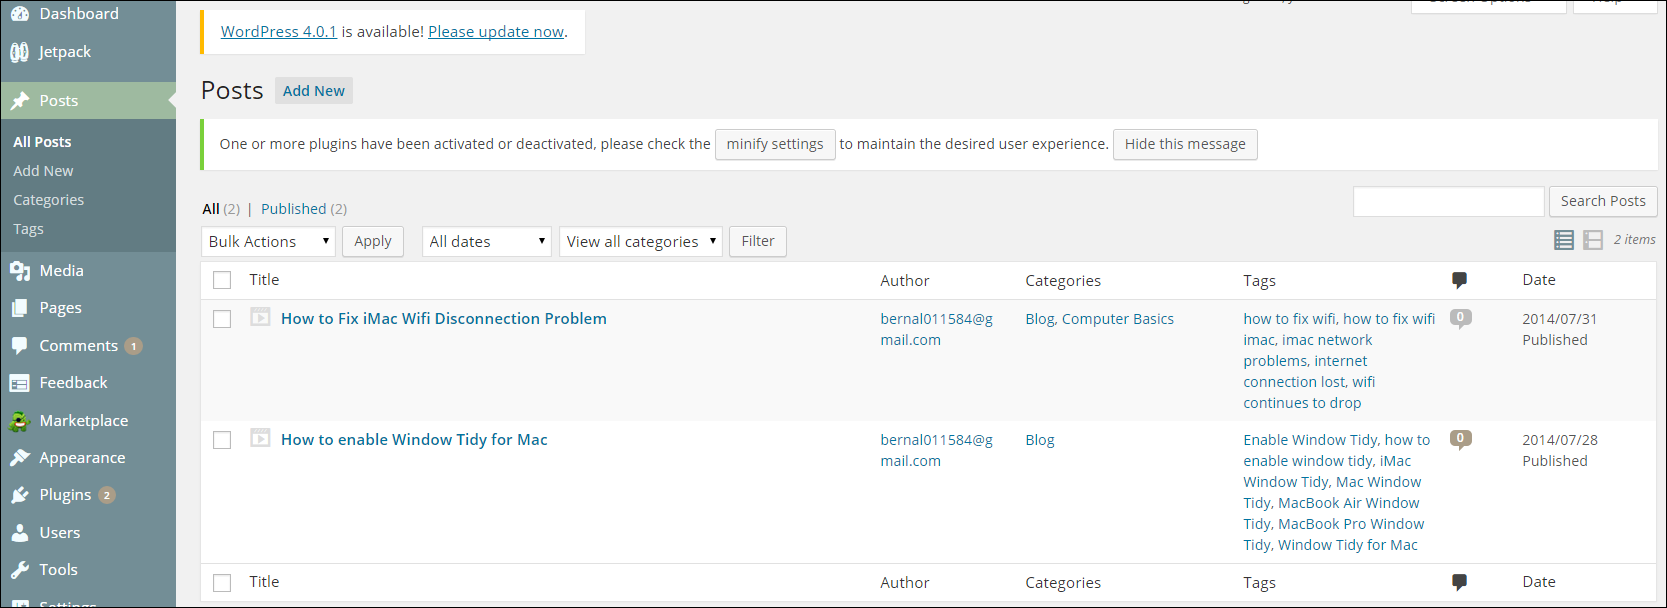 Dashboard
Jetpack
Posts
All Posts
Add New
Categories
Tags
Media
Pages
Comments 1
Feedback
Marketplace
Appearance
Plugins 2
Users
Tools
Settings
WordPress 4.0.1 is available! Please update now.
Posts Add New
One or more plugins have been activated or deactivated, please check the minify settings to maintain the desired user experience. Hide this message
All (2) | Published (2)
Search Posts
Bulk Actions Apply All dates View all categories Filter
2 items
Title Author Categories Tags Date
How to Fix iMac Wifi Disconnection Problem
bernal011584@g
mail.com
Blog, Computer Basics
how to fix wifi, how to fix wifi
imac, imac network
problems, internet
connection lost, wifi
continues to drop
0
2014/07/31
Published
How to enable Window Tidy for Mac
bernal011584@g
mail.com
Blog
Enable Window Tidy, how to
enable window tidy, iMac
Window Tidy, Mac Window
Tidy, MacBook Air Window
Tidy, MacBook Pro Window
Tidy, Window Tidy for Mac
0
2014/07/28
Published
Title Author Categories Tags Date